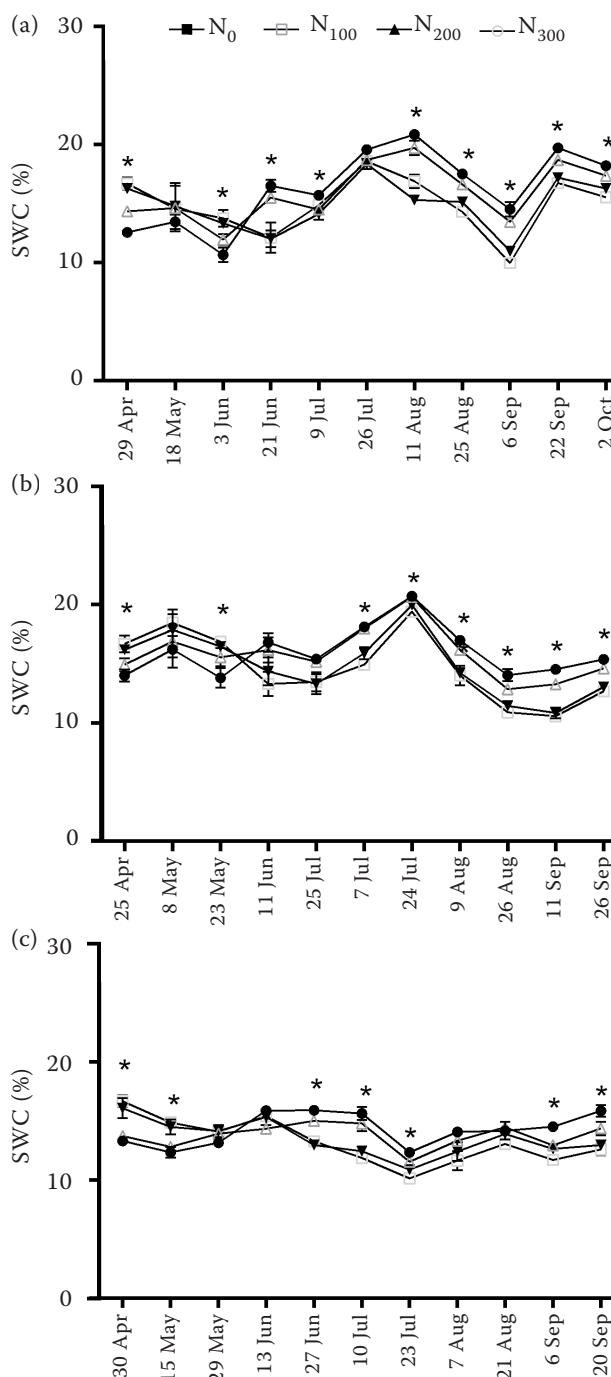 (a)
N0 N100 N200 N300
30
20
10
0
SWC (%)
* * * * * * * * *
29 Apr 18 May 3 Jun 21 Jun 9 Jul 26 Jul 11 Aug 25 Aug 6 Sep 22 Sep 2 Oct
(b)
30
20
10
0
SWC (%)
* * * * * * * *
25 Apr 8 May 23 May 11 Jun 25 Jul 7 Jul 24 Jul 9 Aug 26 Aug 11 Sep 26 Sep
(c)
30
20
10
0
SWC (%)
* * * * * * *
30 Apr 15 May 29 May 13 Jun 27 Jun 10 Jul 23 Jul 7 Aug 21 Aug 6 Sep 20 Sep